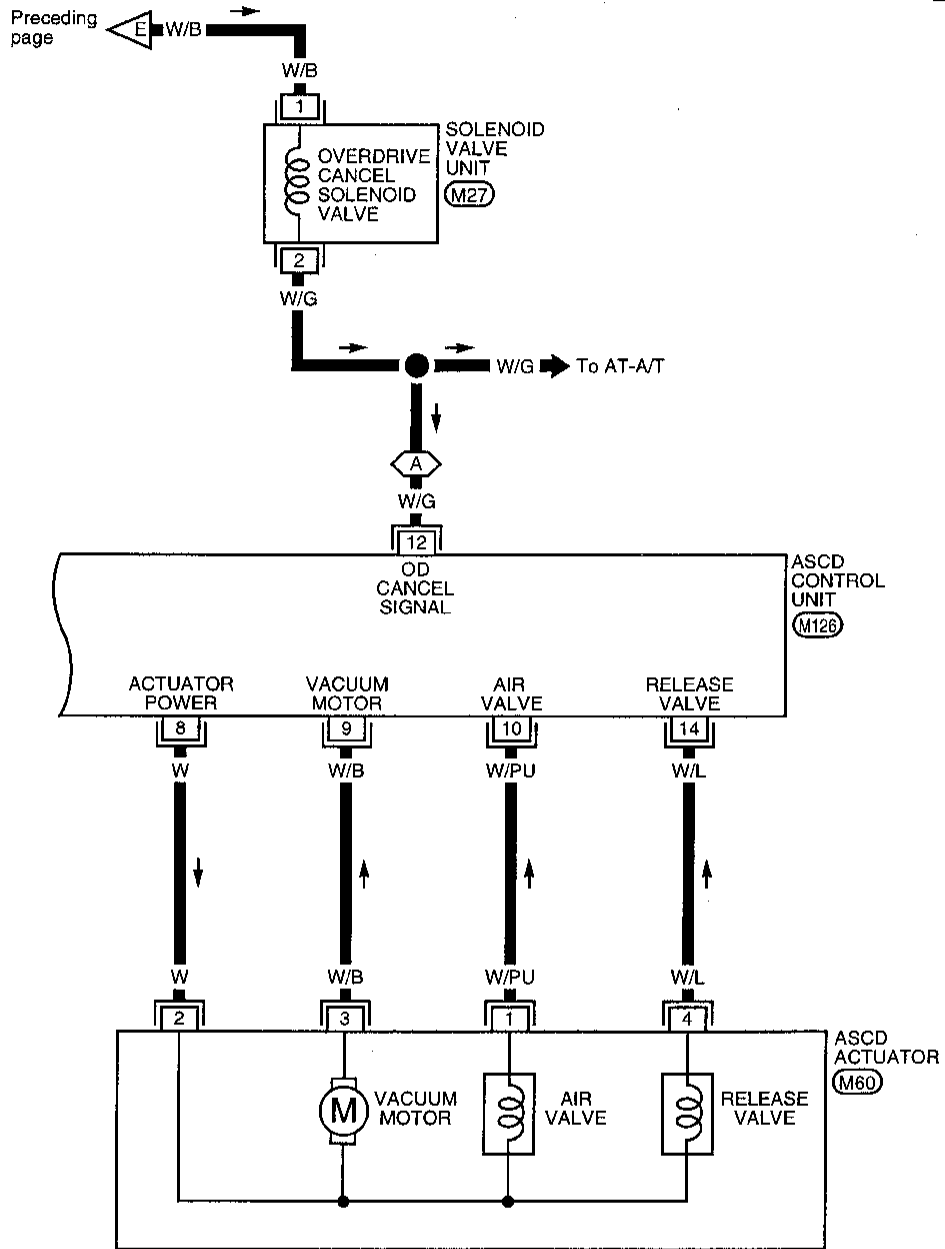 Preceding
page
E
W/B
W/B
1
OVERDRIVE
CANCEL
SOLENOID
VALVE
SOLENOID
VALVE
UNIT
M27
2
W/G
W/G
To AT-A/T
A
W/G
12
OD
CANCEL
SIGNAL
ASCD
CONTROL
UNIT
M126
ACTUATOR
POWER
VACUUM
MOTOR
AIR
VALVE
RELEASE
VALVE
8
9
10
14
W
W/B
W/PU
W/L
W
W/B
W/PU
W/L
2
3
1
4
ASCD
ACTUATOR
M60
M
VACUUM
MOTOR
AIR
VALVE
RELEASE
VALVE